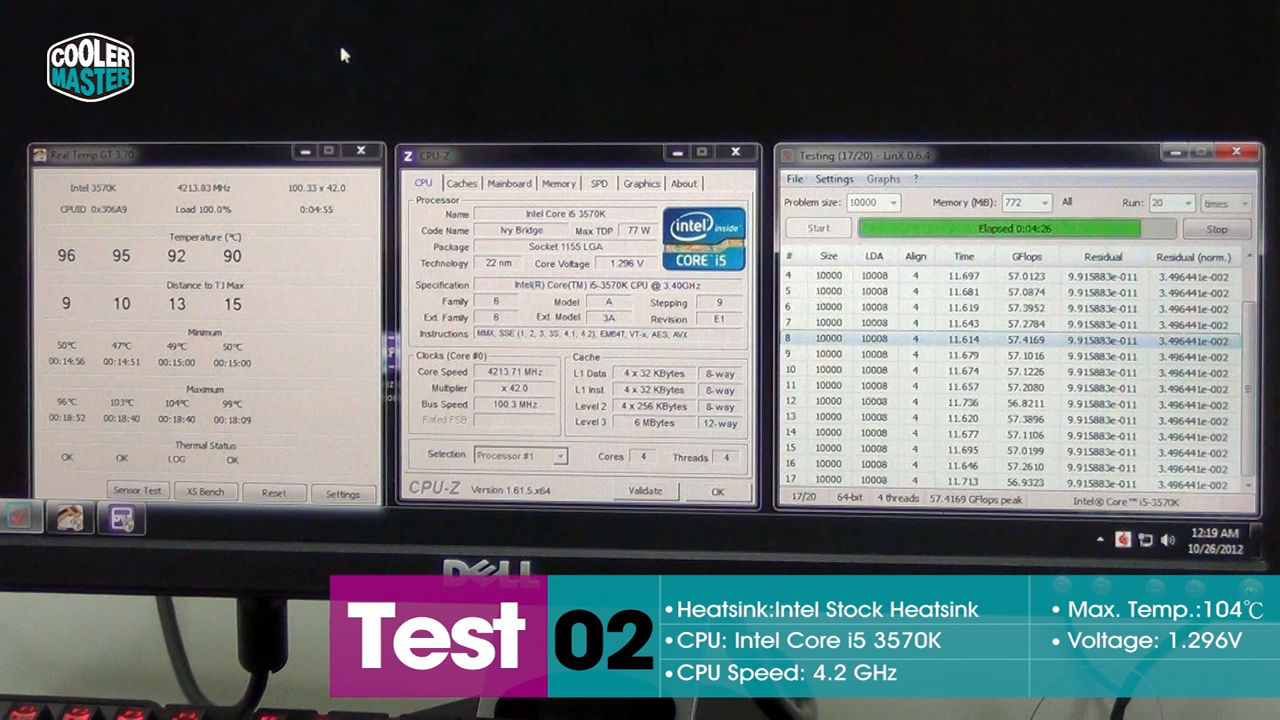 COOLER
MASTER
Real Temp GT 3.70
Intel 3570K 4213.83 MHz 100.33 x 42.0
CPUID 0x306A9 Load 100.0% 0:04:55
Temperature (°C)
96 95 92 90
Distance to TJ Max
9 10 13 15
Minimum
50°C 47°C 49°C 50°C
00:14:56 00:14:51 00:15:00 00:15:00
Maximum
96°C 103°C 104°C 99°C
00:18:52 00:18:40 00:18:40 00:18:09
Thermal Status
OK OK LOG OK
Sensor Test XS Bench Reset Settings
CPU-Z
CPU Caches Mainboard Memory SPD Graphics About
Processor
Name Intel Core i5 3570K
Code Name Ivy Bridge Max TDP 77 W
Package Socket 1155 LGA
Technology 22 nm Core Voltage 1.296 V
intel inside
CORE i5
Specification Intel(R) Core(TM) i5-3570K CPU @ 3.40GHz
Family 6 Model A Stepping 9
Ext. Family 6 Ext. Model 3A Revision E1
Instructions MMX, SSE (1, 2, 3, 3S, 4.1, 4.2), EM64T, VT-x, AES, AVX
Clocks (Core #0)
Core Speed 4213.71 MHz
Multiplier x 42.0
Bus Speed 100.3 MHz
Rated FSB
Cache
L1 Data 4 x 32 KBytes 8-way
L1 Inst. 4 x 32 KBytes 8-way
Level 2 4 x 256 KBytes 8-way
Level 3 6 MBytes 12-way
Selection Processor #1 Cores 4 Threads 4
CPU-Z Version 1.61.5.x64 Validate OK
Testing (17/20) - LinX 0.6.4
File Settings Graphs ?
Problem size: 10000 Memory (MiB): 772 All Run: 20 times
Start Elapsed 0:04:26 Stop
# Size LDA Align Time GFlops Residual Residual (norm.)
4 10000 10008 4 11.697 57.0123 9.915883e-011 3.496441e-002
5 10000 10008 4 11.681 57.0874 9.915883e-011 3.496441e-002
6 10000 10008 4 11.619 57.3952 9.915883e-011 3.496441e-002
7 10000 10008 4 11.643 57.2784 9.915883e-011 3.496441e-002
8 10000 10008 4 11.614 57.4169 9.915883e-011 3.496441e-002
9 10000 10008 4 11.679 57.1016 9.915883e-011 3.496441e-002
10 10000 10008 4 11.674 57.1226 9.915883e-011 3.496441e-002
11 10000 10008 4 11.657 57.2080 9.915883e-011 3.496441e-002
12 10000 10008 4 11.736 56.8211 9.915883e-011 3.496441e-002
13 10000 10008 4 11.620 57.3896 9.915883e-011 3.496441e-002
14 10000 10008 4 11.677 57.1106 9.915883e-011 3.496441e-002
15 10000 10008 4 11.695 57.0199 9.915883e-011 3.496441e-002
16 10000 10008 4 11.646 57.2610 9.915883e-011 3.496441e-002
17 10000 10008 4 11.713 56.9323 9.915883e-011 3.496441e-002
17/20 64-bit 4 threads 57.4169 GFlops peak Intel® Core™ i5-3570K
12:19 AM
10/26/2012
DELL
Test 02
•Heatsink:Intel Stock Heatsink
•CPU: Intel Core i5 3570K
•CPU Speed: 4.2 GHz
• Max. Temp.:104℃
• Voltage: 1.296V